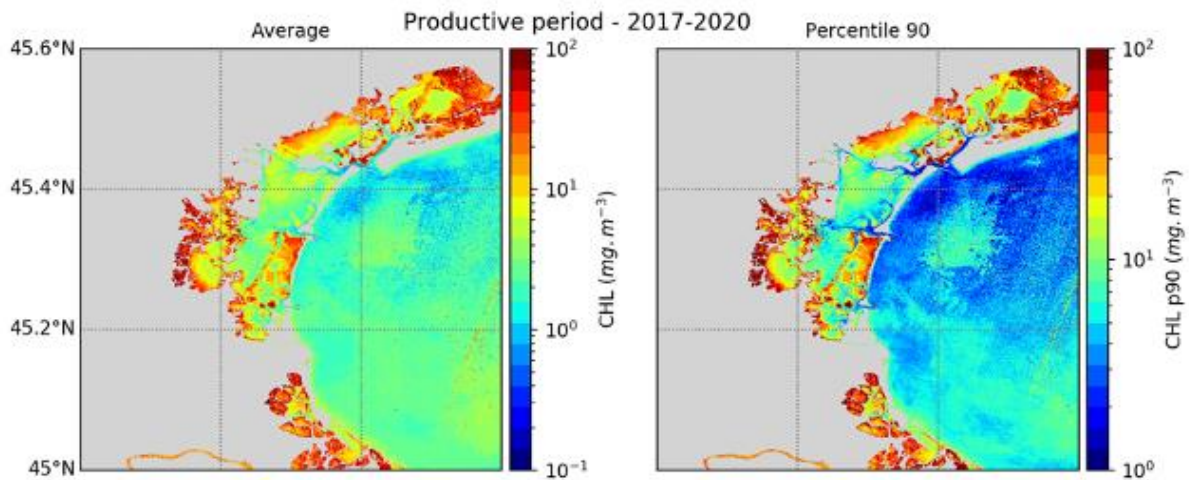 Productive period - 2017-2020
Average
Percentile 90
45.6°N
45.4°N
45.2°N
45°N
10²
10¹
10⁰
10⁻¹
CHL (mg. m⁻³)
10²
10¹
10⁰
CHL p90 (mg. m⁻³)